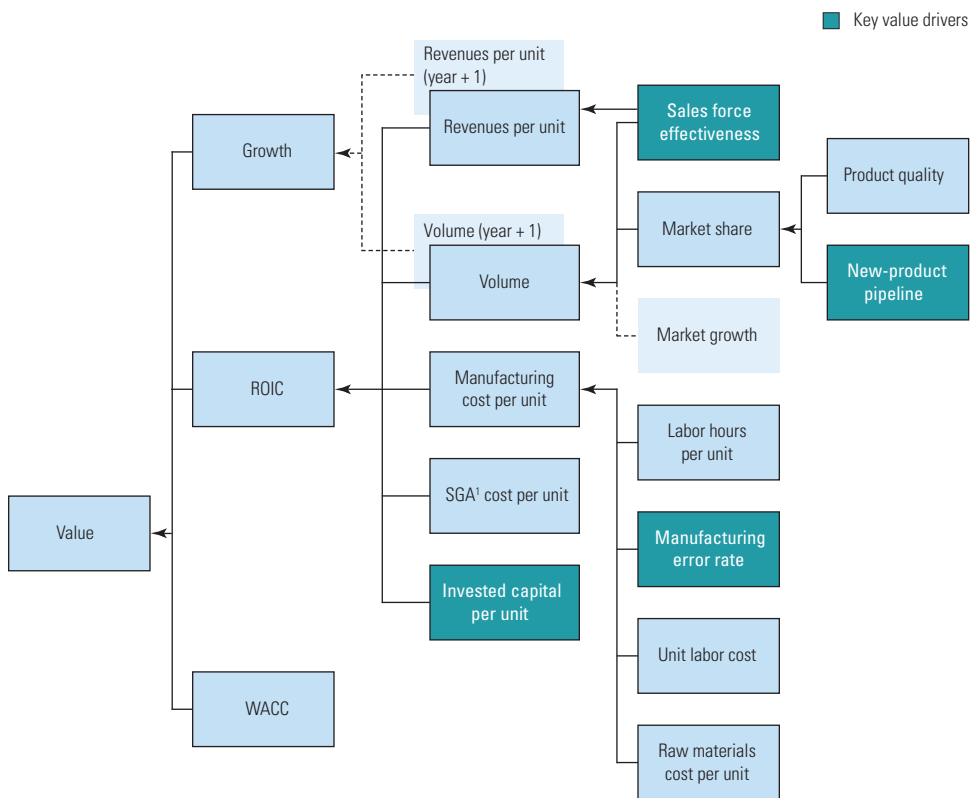 Key value drivers
Revenues per unit
(year + 1)
Revenues per unit
Sales force
effectiveness
Growth
Product quality
Market share
Volume (year + 1)
Volume
New-product
pipeline
Market growth
ROIC
Manufacturing
cost per unit
Labor hours
per unit
SGA¹ cost per unit
Value
Manufacturing
error rate
Invested capital
per unit
Unit labor cost
WACC
Raw materials
cost per unit